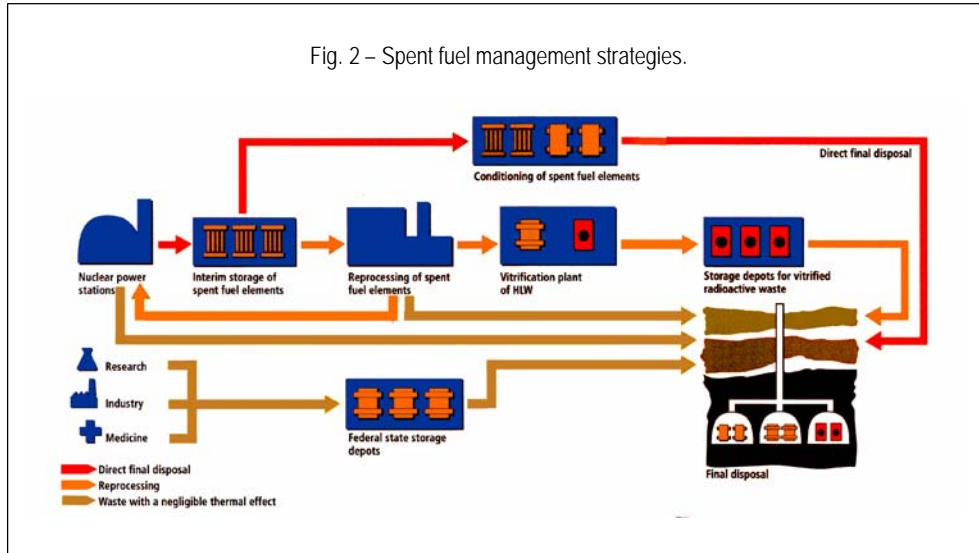 Fig. 2 – Spent fuel management strategies.
Direct final disposal
Conditioning of spent fuel elements
Nuclear power
stations
Interim storage of
spent fuel elements
Reprocessing of spent
fuel elements
Vitrification plant
of HLW
Storage depots for vitrified
radioactive waste
Research
Industry
Medicine
Federal state storage
depots
Final disposal
Direct final disposal
Reprocessing
Waste with a negligible thermal effect